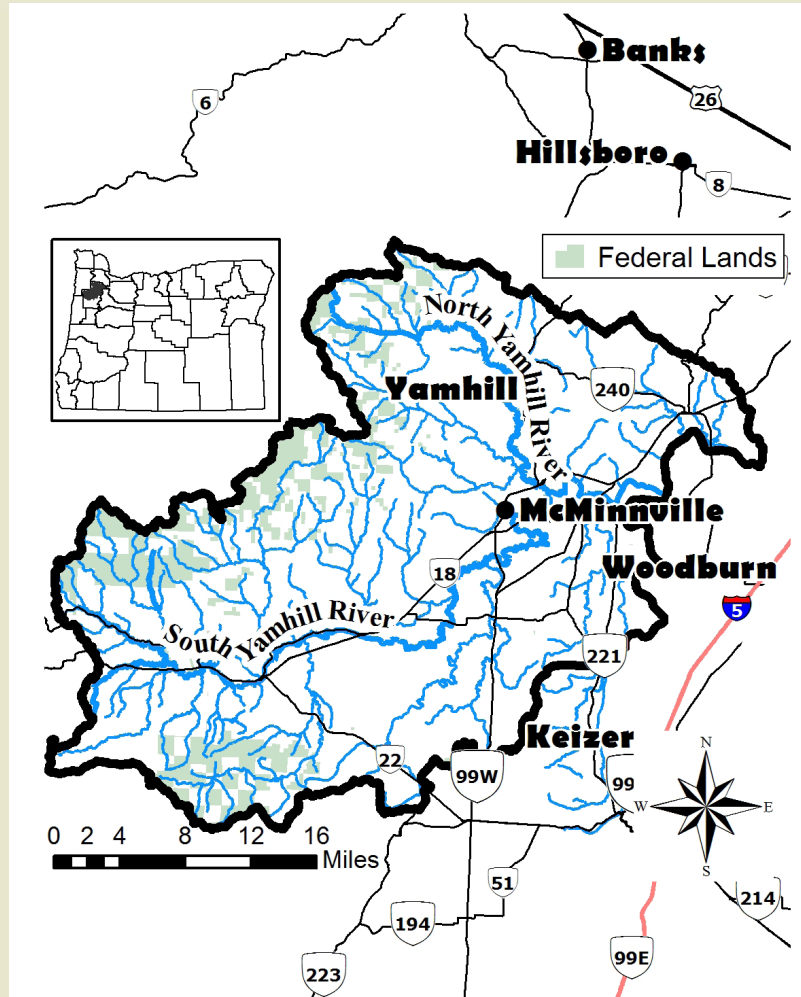 Banks
6
26
Hillsboro
8
Federal Lands
North Yamhill River
Yamhill
240
McMinnville
18
Woodburn
5
South Yamhill River
221
Keizer
22
99W
99
N
W
E
S
0 2 4 8 12 16
Miles
51
214
194
99E
223